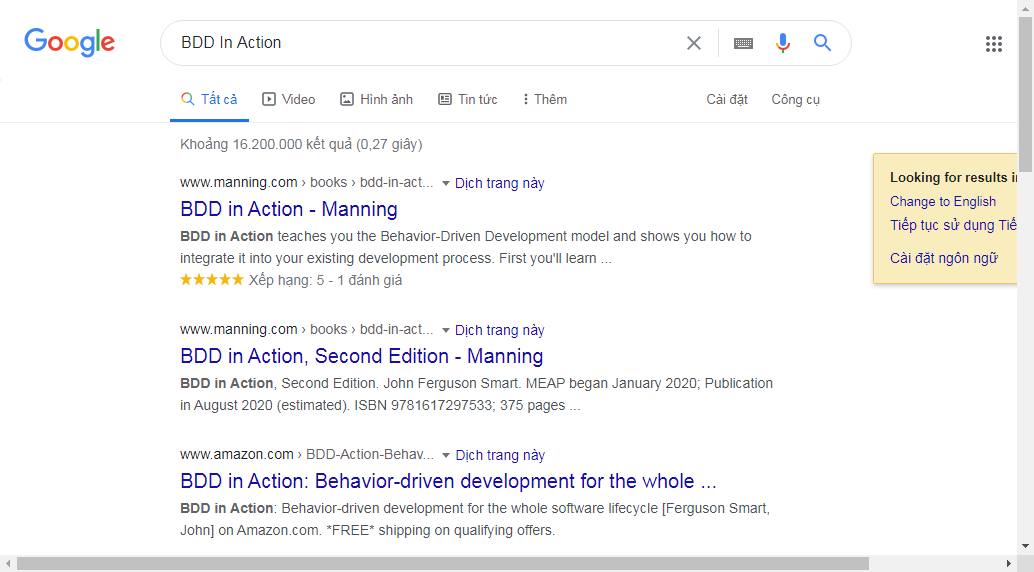 Google
BDD In Action
Tất cả Video Hình ảnh Tin tức Thêm Cài đặt Công cụ
Khoảng 16.200.000 kết quả (0,27 giây)
www.manning.com › books › bdd-in-act... Dịch trang này
BDD in Action - Manning
BDD in Action teaches you the Behavior-Driven Development model and shows you how to
integrate it into your existing development process. First you'll learn ...
Xếp hạng: 5 - 1 đánh giá
www.manning.com › books › bdd-in-act... Dịch trang này
BDD in Action, Second Edition - Manning
BDD in Action, Second Edition. John Ferguson Smart. MEAP began January 2020; Publication
in August 2020 (estimated). ISBN 9781617297533; 375 pages ...
www.amazon.com › BDD-Action-Behav... Dịch trang này
BDD in Action: Behavior-driven development for the whole ...
BDD in Action: Behavior-driven development for the whole software lifecycle [Ferguson Smart,
John] on Amazon.com. *FREE* shipping on qualifying offers.
Looking for results
Change to English
Tiếp tục sử dụng
Cài đặt ngôn ngữ